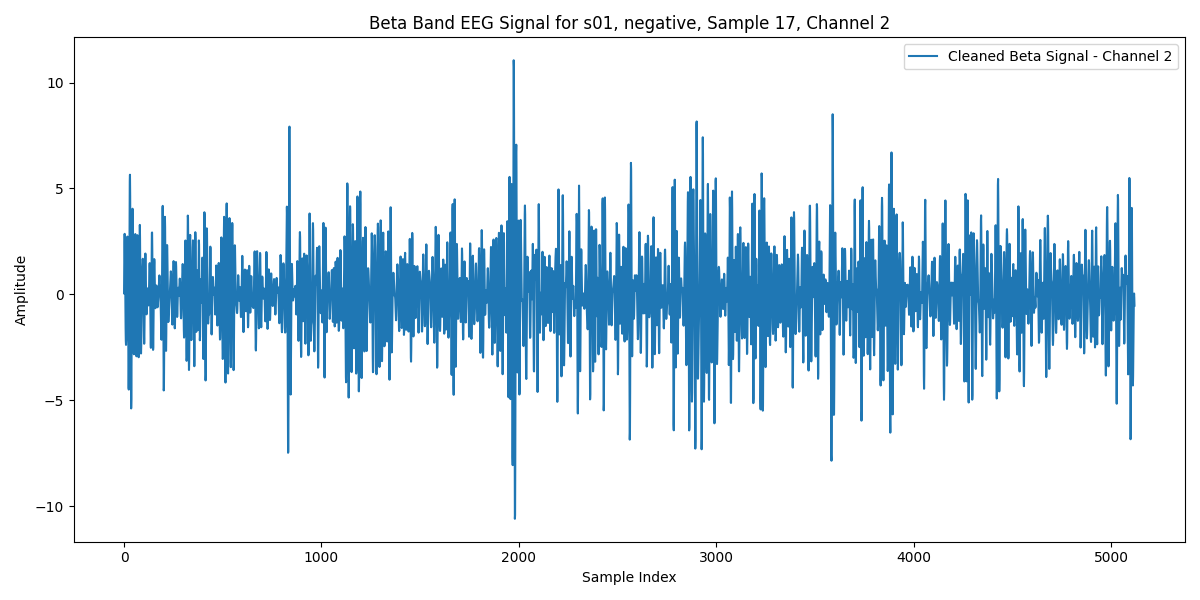 Beta Band EEG Signal for s01, negative, Sample 17, Channel 2
Cleaned Beta Signal - Channel 2
Amplitude
10
5
0
−5
−10
0 1000 2000 3000 4000 5000
Sample Index